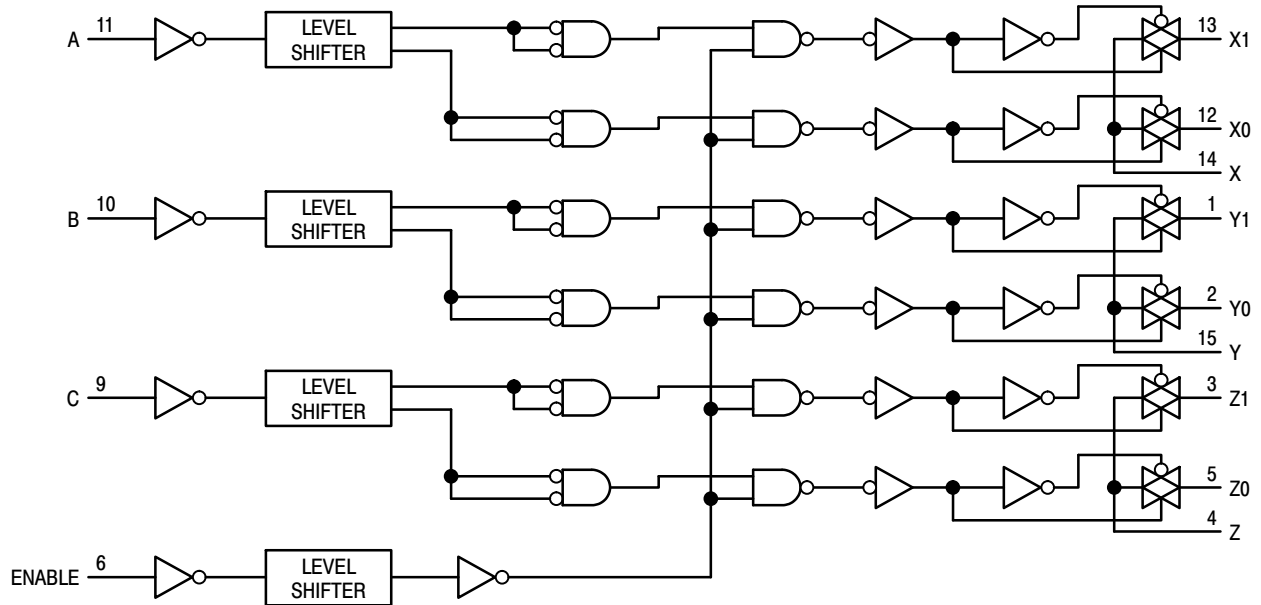 A 11
LEVEL
SHIFTER
13 X1
12 X0
14 X
B 10
LEVEL
SHIFTER
1 Y1
2 Y0
15 Y
C 9
LEVEL
SHIFTER
3 Z1
5 Z0
4 Z
ENABLE 6
LEVEL
SHIFTER